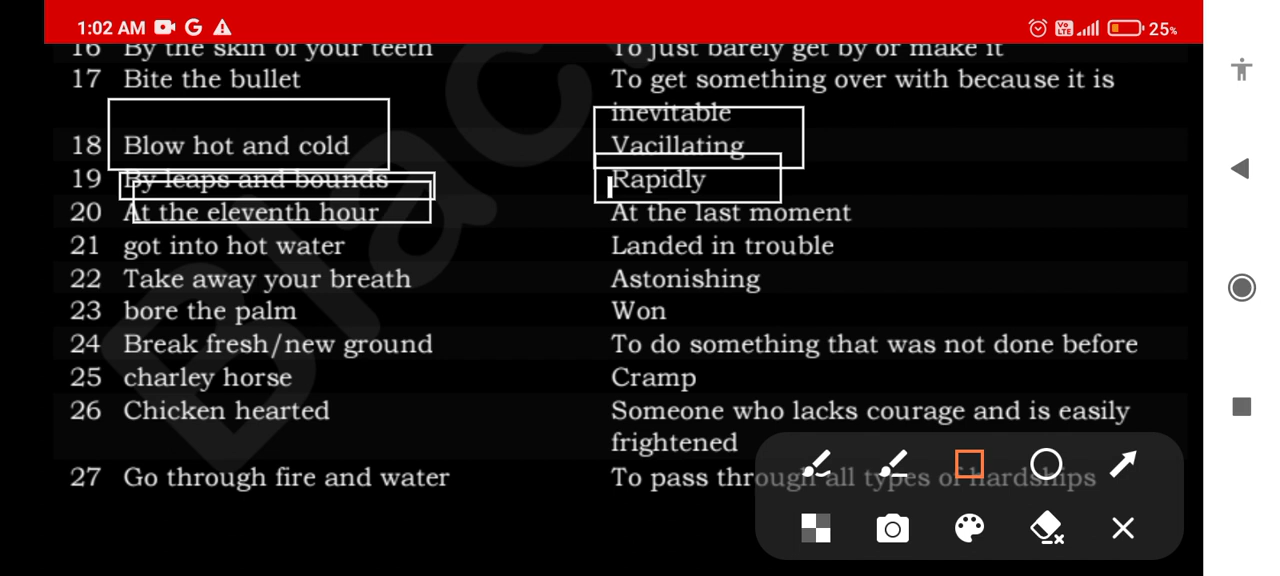 1:02 AM G 25%
16 By the skin of your teeth To just barely get by or make it
17 Bite the bullet To get something over with because it is
inevitable
18 Blow hot and cold Vacillating
19 By leaps and bounds Rapidly
20 At the eleventh hour At the last moment
21 got into hot water Landed in trouble
22 Take away your breath Astonishing
23 bore the palm Won
24 Break fresh/new ground To do something that was not done before
25 charley horse Cramp
26 Chicken hearted Someone who lacks courage and is easily
frightened
27 Go through fire and water To pass through all types of hardships